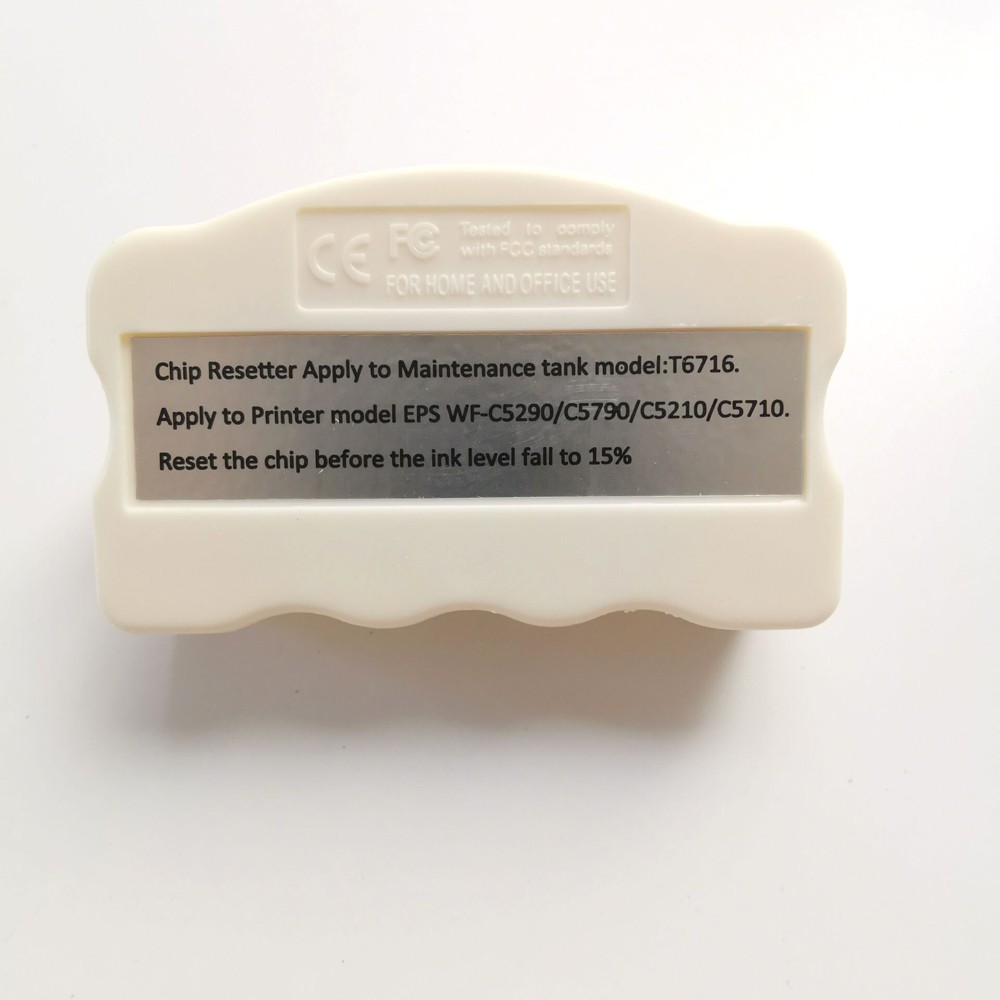 CE FC Tested to comply
with FCC standards
FOR HOME AND OFFICE USE
Chip Resetter Apply to Maintenance tank model:T6716.
Apply to Printer model EPS WF-C5290/C5790/C5210/C5710.
Reset the chip before the ink level fall to 15%